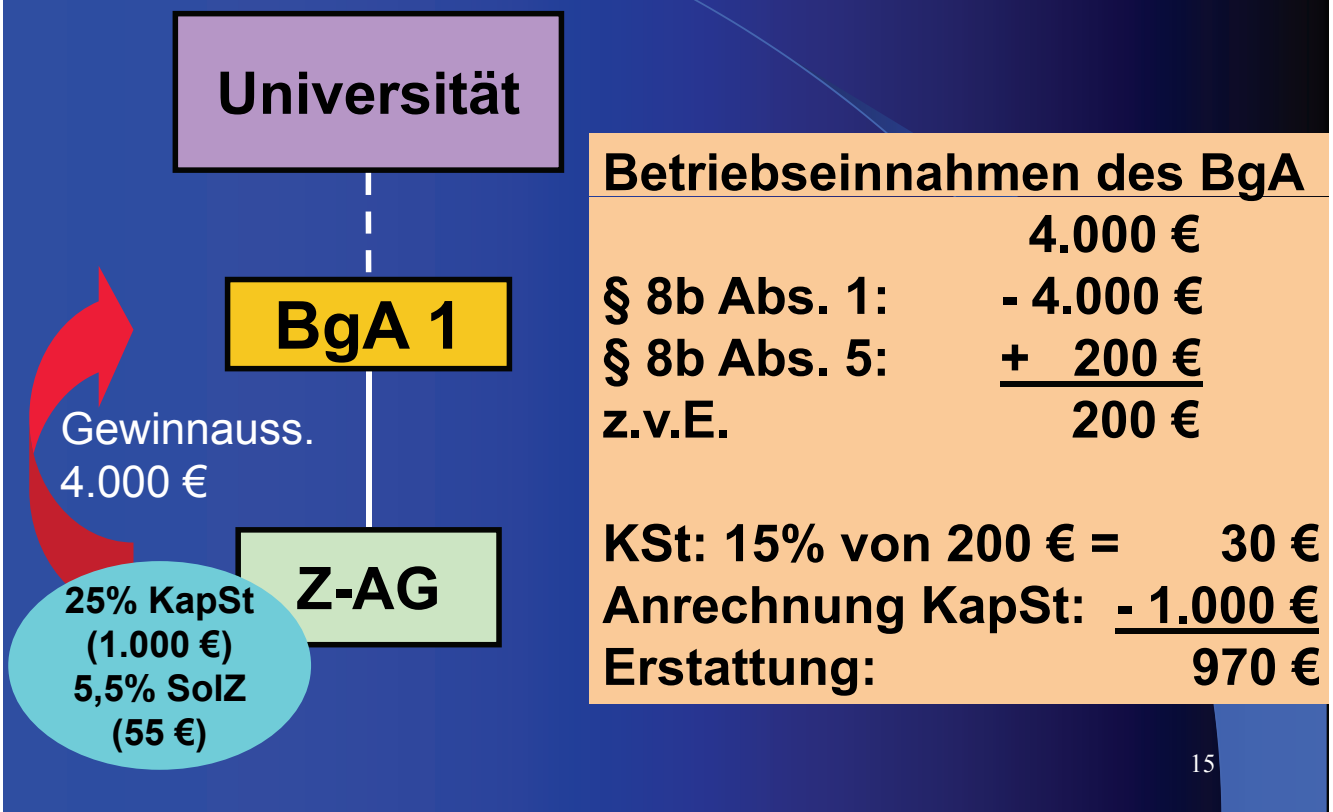 Universität
BgA 1
Gewinnauss.
4.000 €
Z-AG
25% KapSt
(1.000 €)
5,5% SolZ
(55 €)
Betriebseinnahmen des BgA
4.000 €
§ 8b Abs. 1: - 4.000 €
§ 8b Abs. 5: + 200 €
z.v.E. 200 €
KSt: 15% von 200 € = 30 €
Anrechnung KapSt: - 1.000 €
Erstattung: 970 €
15